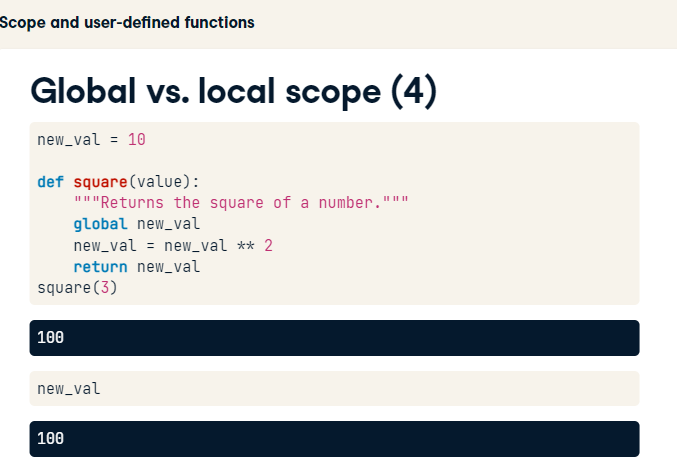 Scope and user-defined functions
Global vs. local scope (4)
new_val = 10
def square(value):
    """Returns the square of a number."""
    global new_val
    new_val = new_val ** 2
    return new_val
square(3)
100
new_val
100